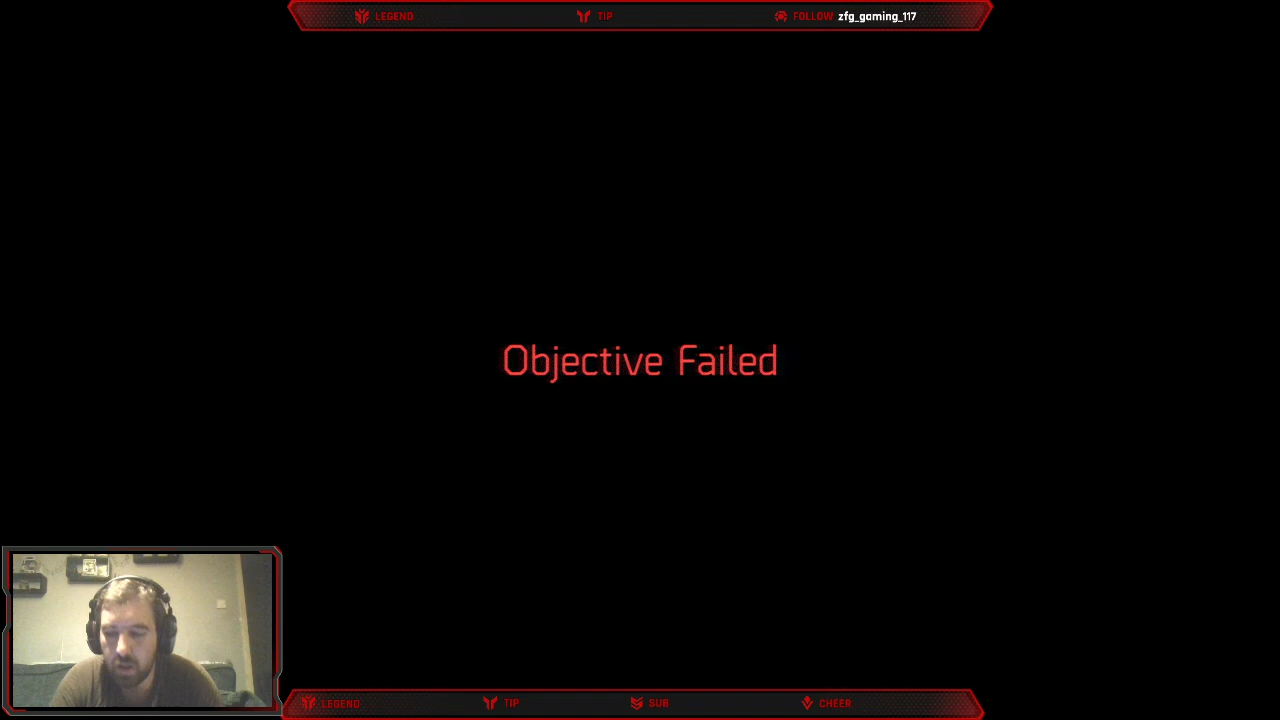 LEGEND TIP FOLLOW zfg_gaming_117
Objective Failed
LEGEND TIP SUB CHEER